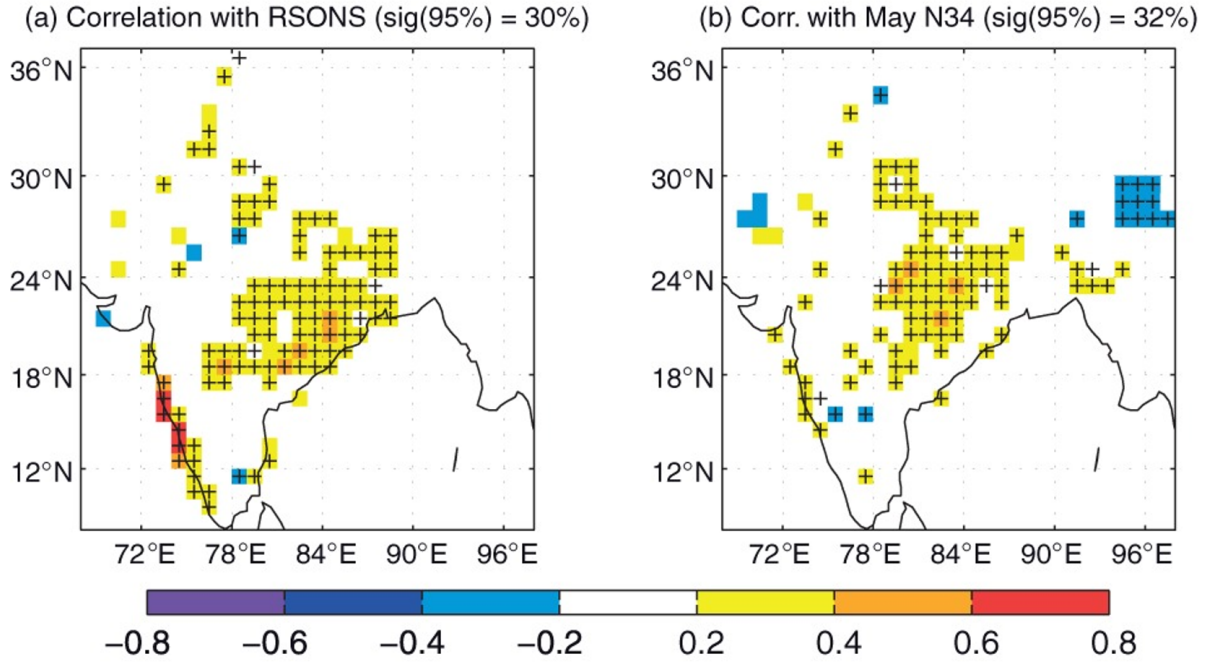 (a) Correlation with RSONS (sig(95%) = 30%)
(b) Corr. with May N34 (sig(95%) = 32%)
36°N
30°N
24°N
18°N
12°N
72°E 78°E 84°E 90°E 96°E
36°N
30°N
24°N
18°N
12°N
72°E 78°E 84°E 90°E 96°E
−0.8 −0.6 −0.4 −0.2 0.2 0.4 0.6 0.8